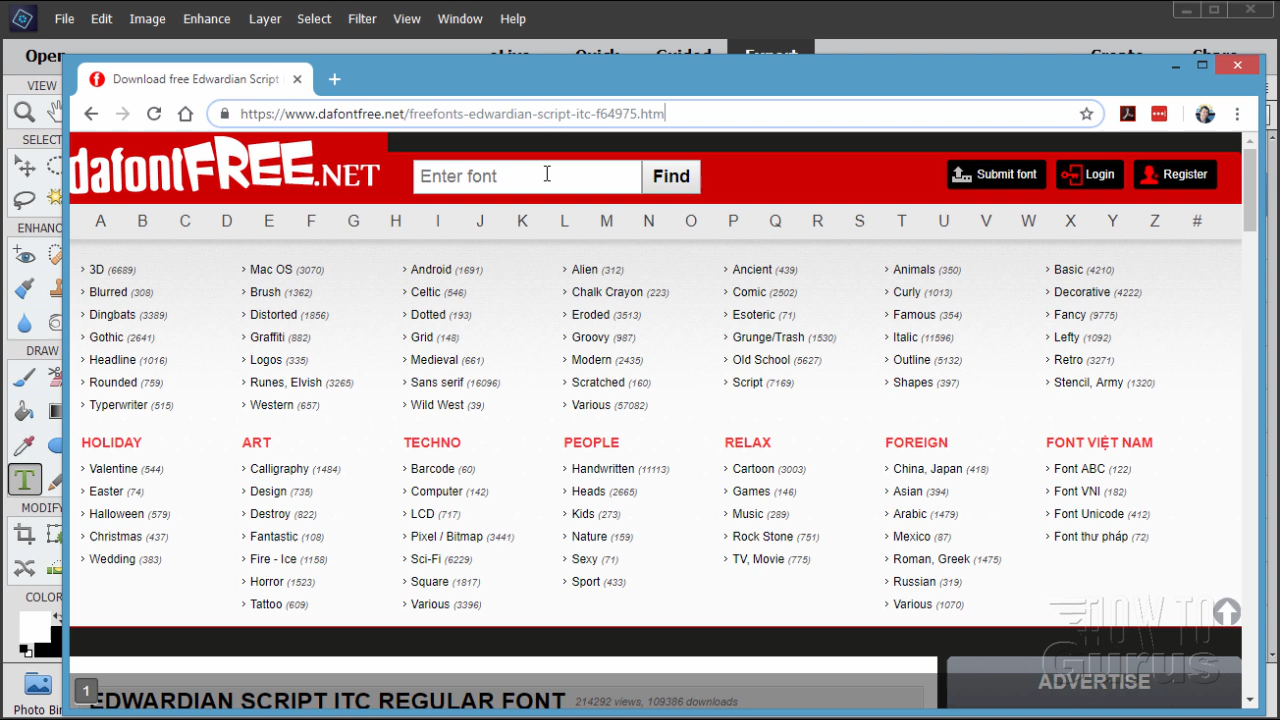 File Edit Image Enhance Layer Select Filter View Window Help
Open eLive Quick Guided Expert Create Share
Download free Edwardian Script
https://www.dafontfree.net/freefonts-edwardian-script-itc-f64975.htm
dafontFREE.NET Enter font Find Submit font Login Register
A B C D E F G H I J K L M N O P Q R S T U V W X Y Z #
VIEW
SELECT
ENHANC
DRAW
MODIFY
COLOR
Photo Bin
3D (6689) Mac OS (3070) Android (1691) Alien (312) Ancient (439) Animals (350) Basic (4210)
Blurred (308) Brush (1362) Celtic (546) Chalk Crayon (223) Comic (2502) Curly (1013) Decorative (4222)
Dingbats (3389) Distorted (1856) Dotted (193) Eroded (3513) Esoteric (71) Famous (354) Fancy (9775)
Gothic (2641) Graffiti (882) Grid (148) Groovy (987) Grunge/Trash (1530) Italic (11596) Lefty (1092)
Headline (1016) Logos (335) Medieval (661) Modern (2435) Old School (5627) Outline (5132) Retro (3271)
Rounded (759) Runes, Elvish (3265) Sans serif (16096) Scratched (160) Script (7169) Shapes (397) Stencil, Army (1320)
Typewriter (515) Western (657) Wild West (39) Various (57082)
HOLIDAY ART TECHNO PEOPLE RELAX FOREIGN FONT VIỆT NAM
Valentine (544) Calligraphy (1484) Barcode (60) Handwritten (11113) Cartoon (3003) China, Japan (418) Font ABC (122)
Easter (74) Design (735) Computer (142) Heads (2665) Games (146) Asian (394) Font VNI (182)
Halloween (579) Destroy (822) LCD (717) Kids (273) Music (289) Arabic (1479) Font Unicode (412)
Christmas (437) Fantastic (108) Pixel / Bitmap (3441) Nature (159) Rock Stone (751) Mexico (87) Font thư pháp (72)
Wedding (383) Fire - Ice (1158) Sci-Fi (6229) Sexy (71) TV, Movie (775) Roman, Greek (1475)
Horror (1523) Square (1817) Sport (433) Russian (319)
Tattoo (609) Various (3396) Various (1070)
HOW TO
Gurus
ADVERTISE
1
EDWARDIAN SCRIPT ITC REGULAR FONT 214292 views, 109386 downloads